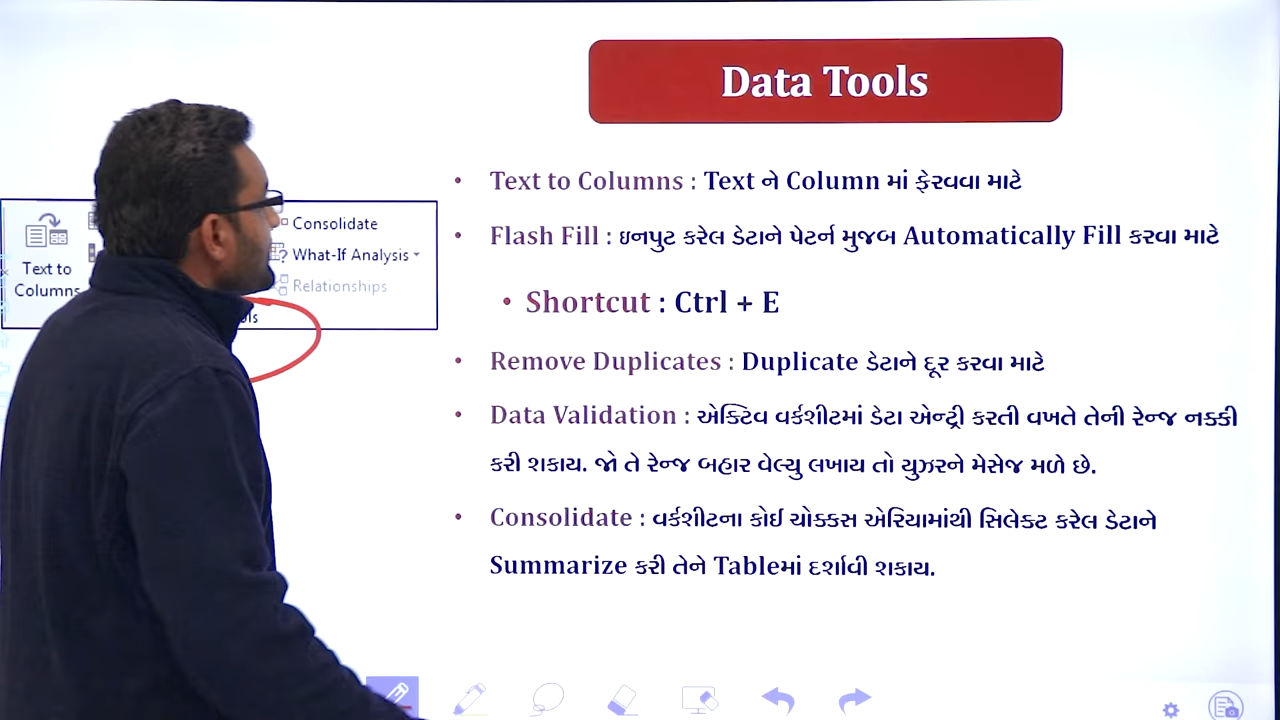 Data Tools
• Text to Columns : Text ને Column માં ફેરવવા માટે
• Flash Fill : ઇનપુટ કરેલ ડેટાને પેટર્ન મુજબ Automatically Fill કરવા માટે
• Shortcut : Ctrl + E
• Remove Duplicates : Duplicate ડેટાને દૂર કરવા માટે
• Data Validation : એક્ટિવ વર્કશીટમાં ડેટા એન્ટ્રી કરતી વખતે તેની રેન્જ નક્કી
કરી શકાય. જો તે રેન્જ બહાર વેલ્યુ લખાય તો યુઝરને મેસેજ મળે છે.
• Consolidate : વર્કશીટના કોઈ ચોક્કસ એરિયામાંથી સિલેક્ટ કરેલ ડેટાને
Summarize કરી તેને Tableમાં દર્શાવી શકાય.
Text to
Columns
Consolidate
What-If Analysis
Relationships